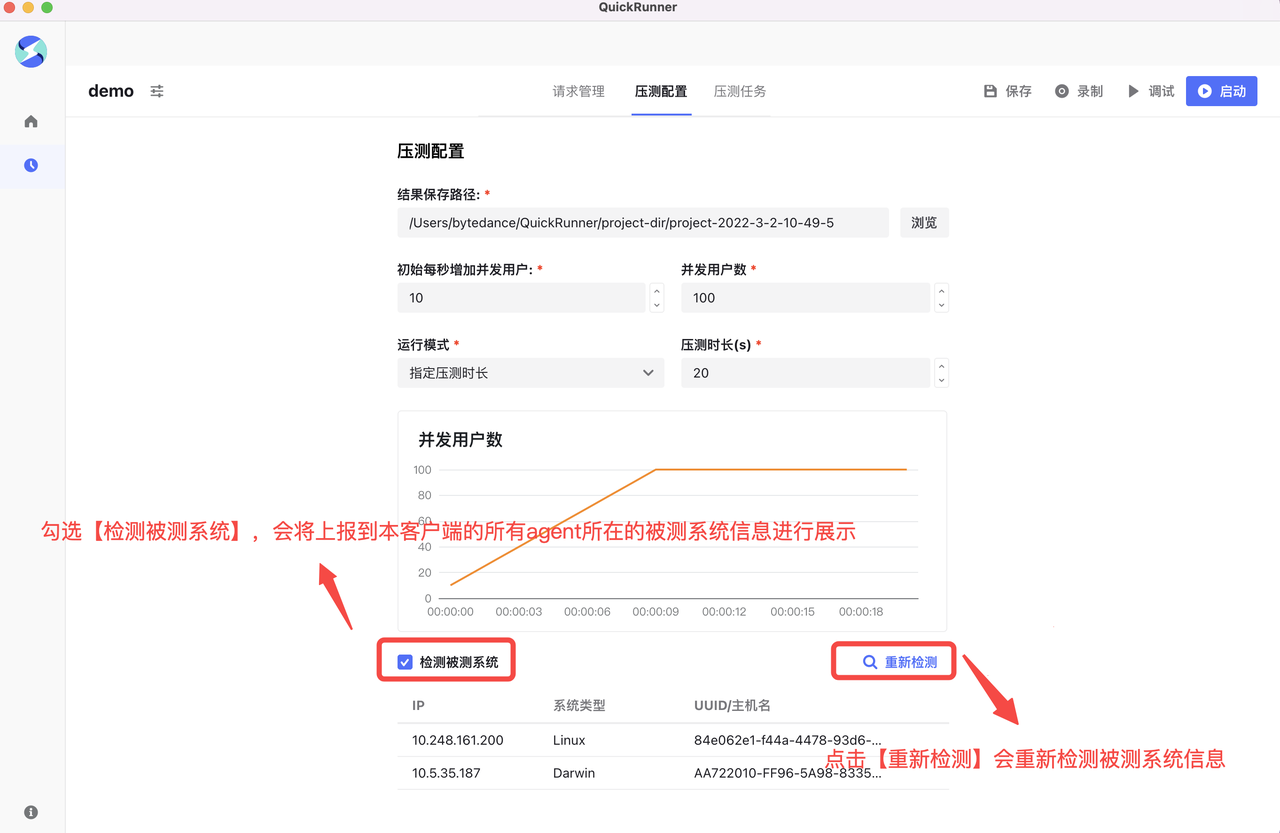 QuickRunner
demo
请求管理
压测配置
压测任务
保存
录制
调试
启动
压测配置
结果保存路径: *
/Users/bytedance/QuickRunner/project-dir/project-2022-3-2-10-49-5
浏览
初始每秒增加并发用户: *
并发用户数 *
10
100
运行模式 *
压测时长(s) *
指定压测时长
20
并发用户数
100
80
60
勾选【检测被测系统】，会将上报到本客户端的所有agent所在的被测系统信息进行展示
40
20
0
00:00:00 00:00:03 00:00:06 00:00:09 00:00:12 00:00:15 00:00:18
检测被测系统
重新检测
IP 系统类型 UUID/主机名
10.248.161.200 Linux 84e062e1-f44a-4478-93d6-...
点击【重新检测】会重新检测被测系统信息
10.5.35.187 Darwin AA722010-FF96-5A98-8335...